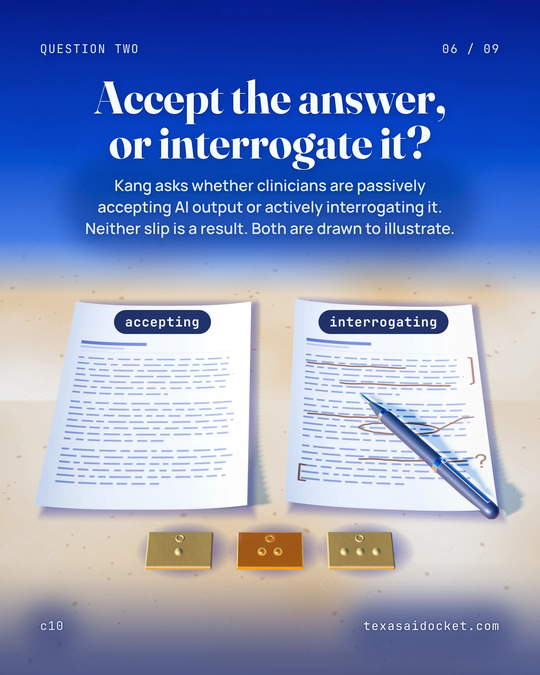 QUESTION TWO
06 / 09
Accept the answer,
or interrogate it?
Kang asks whether clinicians are passively
accepting AI output or actively interrogating it.
Neither slip is a result. Both are drawn to illustrate.
accepting
interrogating
?
c10
texasaidocket.com